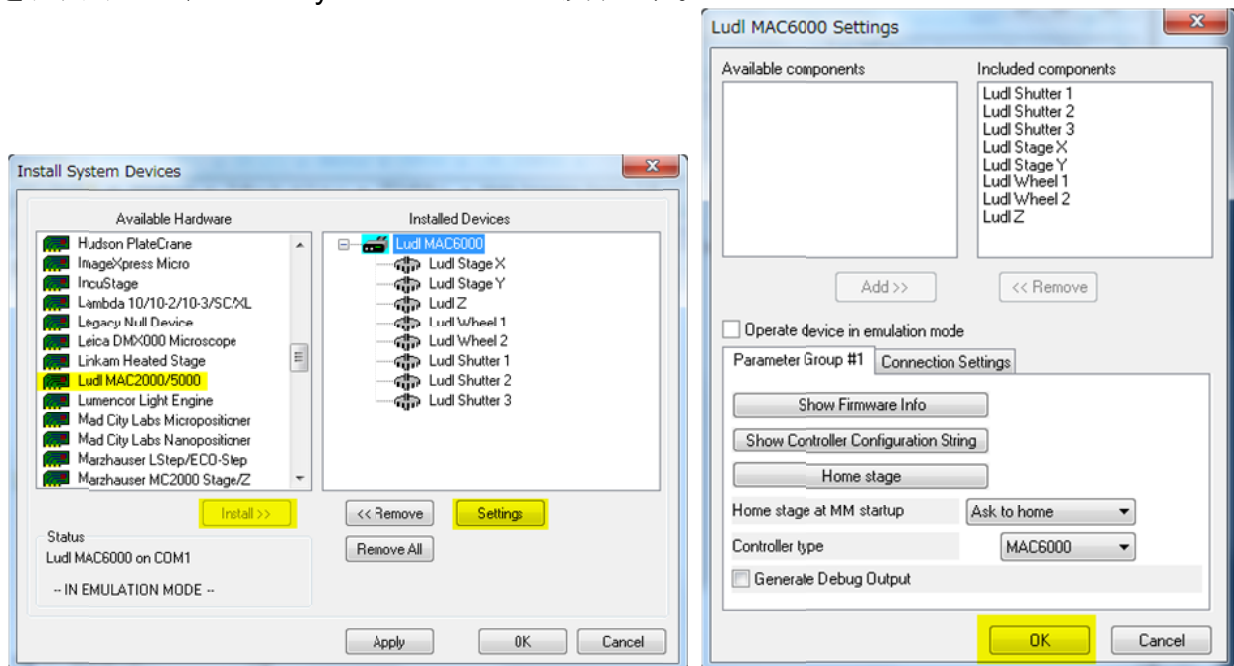 Install System Devices
Available Hardware
Hudson PlateCrane
ImageXpress Micro
IncuStage
Lambda 10/10-2/10-3/SC/XL
Legacy Null Device
Leica DMX000 Microscope
Linkam Heated Stage
Ludl MAC2000/5000
Lumencor Light Engine
Mad City Labs Micropositioner
Mad City Labs Nanopositioner
Marzhauser LStep/ECO-Step
Marzhauser MC2000 Stage/Z
Install >>
Status
Ludl MAC6000 on COM1
-- IN EMULATION MODE --
Installed Devices
Ludl MAC6000
Ludl Stage X
Ludl Stage Y
Ludl Z
Ludl Wheel 1
Ludl Wheel 2
Ludl Shutter 1
Ludl Shutter 2
Ludl Shutter 3
<< Remove
Settings
Remove All
Apply
OK
Cancel
Ludl MAC6000 Settings
Available components
Included components
Ludl Shutter 1
Ludl Shutter 2
Ludl Shutter 3
Ludl Stage X
Ludl Stage Y
Ludl Wheel 1
Ludl Wheel 2
Ludl Z
Add >>
<< Remove
Operate device in emulation mode
Parameter Group #1
Connection Settings
Show Firmware Info
Show Controller Configuration String
Home stage
Home stage at MM startup
Ask to home
Controller type
MAC6000
Generate Debug Output
OK
Cancel